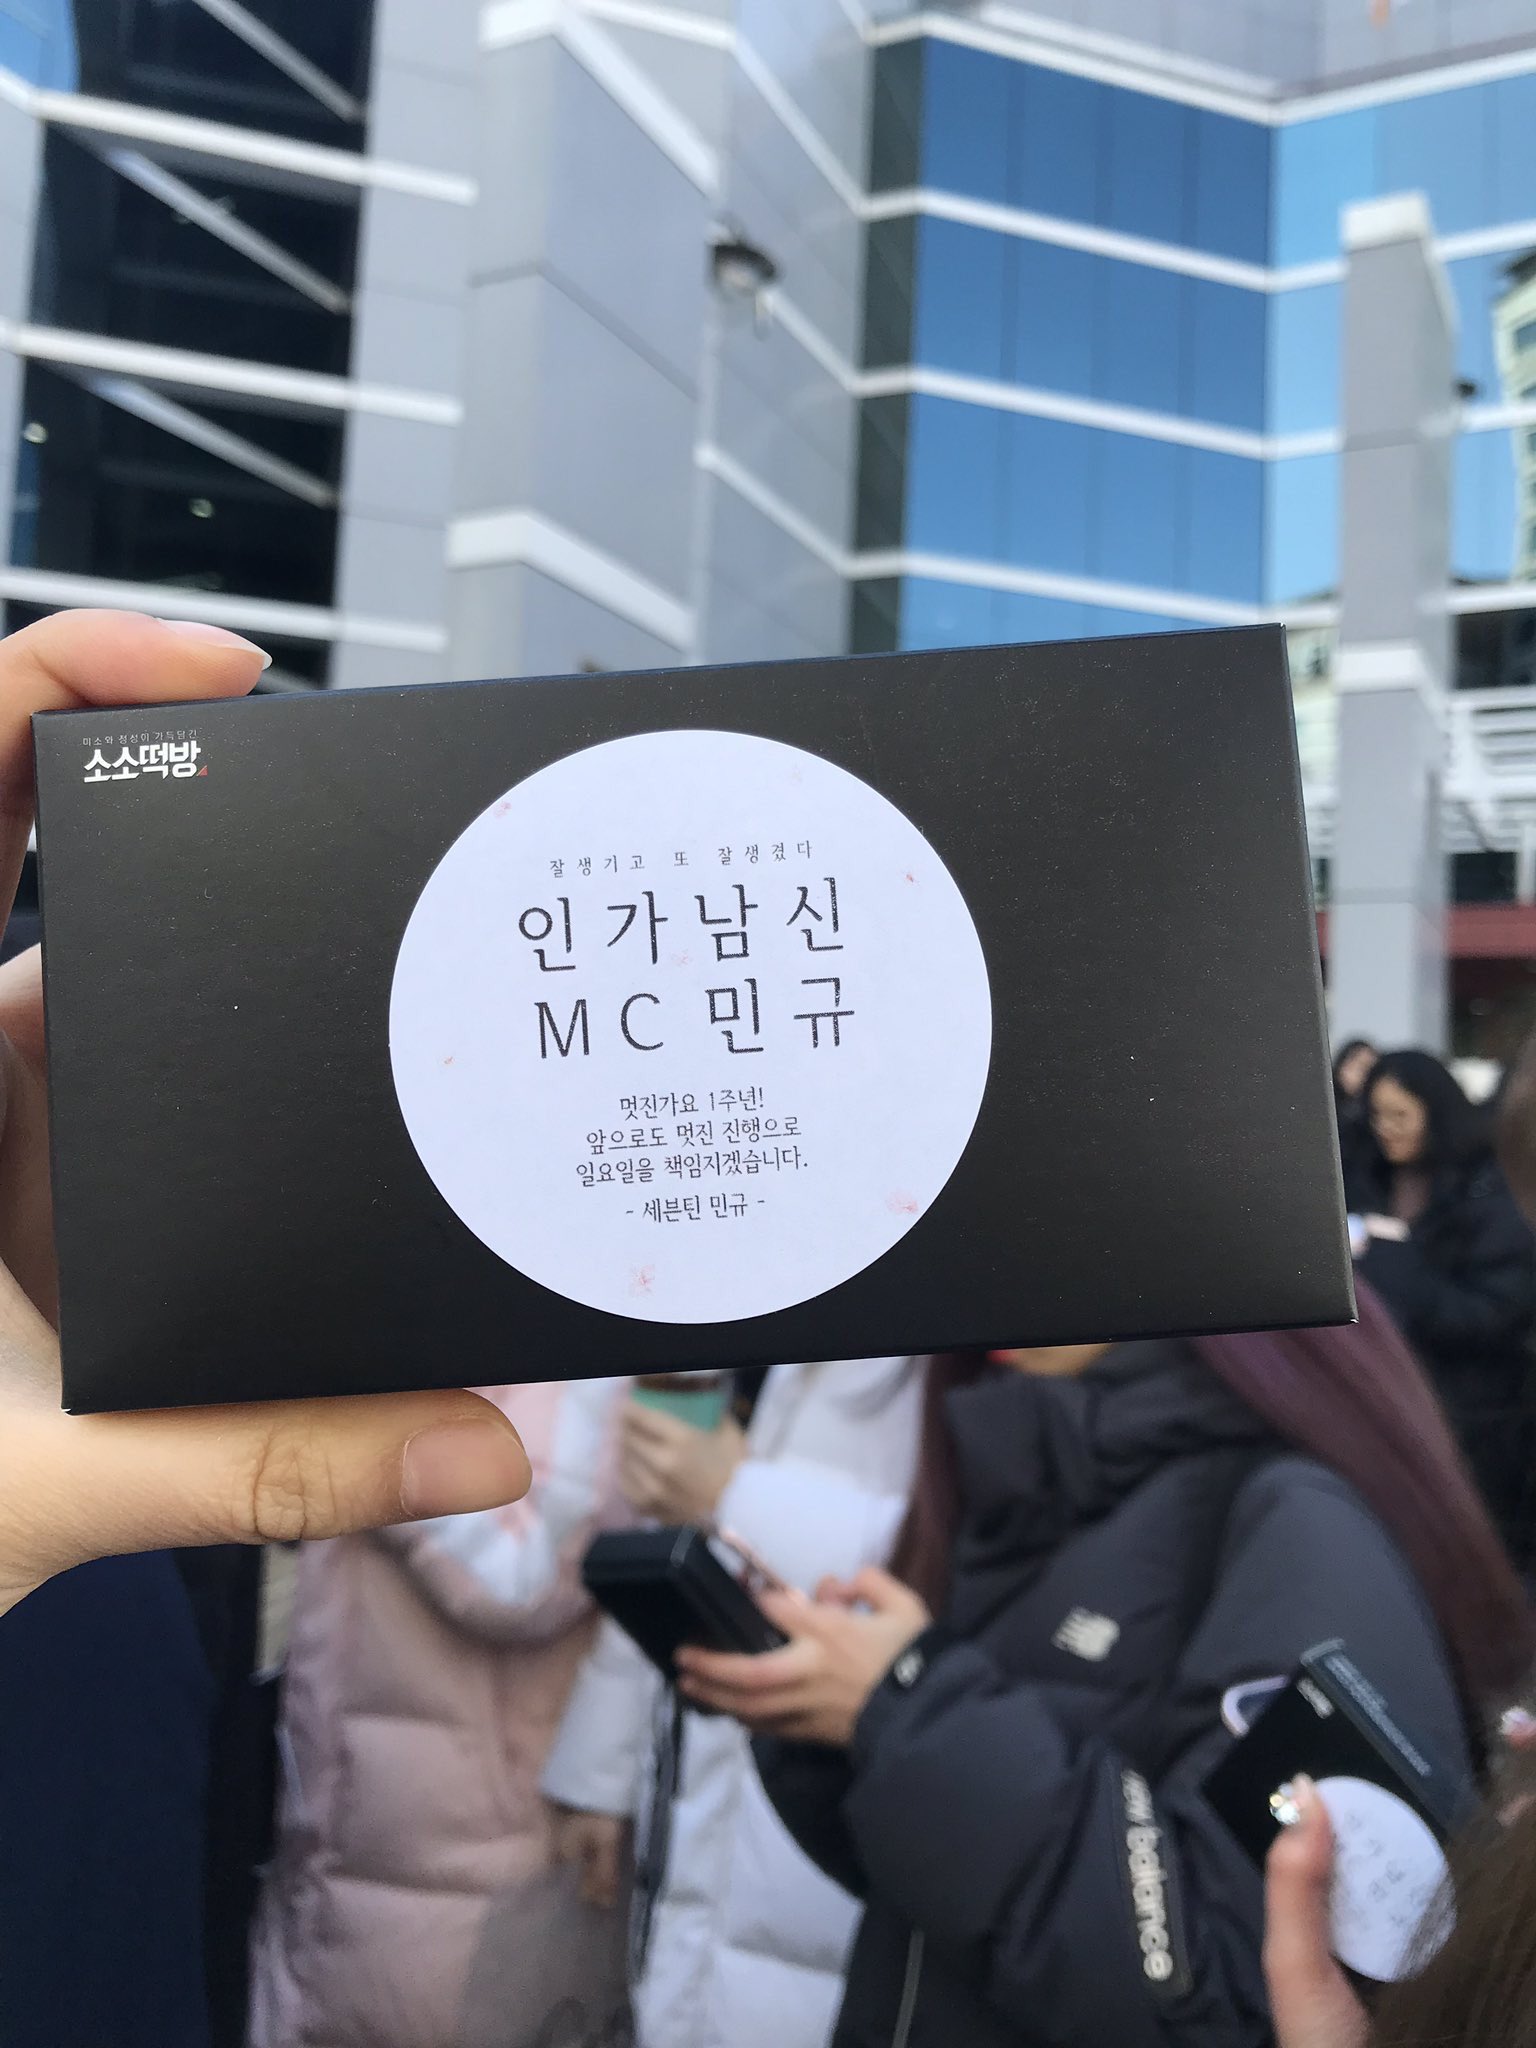 미소와 정성이 가득담긴
소소떡방
잘생기고 또 잘생겼다
인가남신
MC민규
멋진가요 1주년!
앞으로도 멋진 진행으로
일요일을 책임지겠습니다.
- 세븐틴 민규 -
new balance